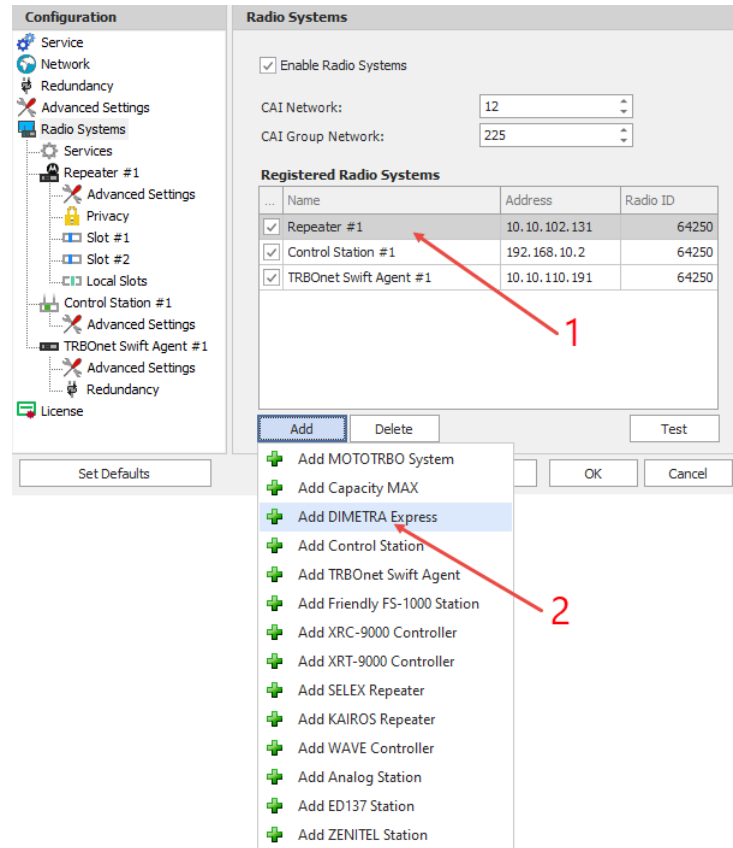 Configuration
Service
Network
Redundancy
Advanced Settings
Radio Systems
Services
Repeater #1
Advanced Settings
Privacy
Slot #1
Slot #2
Local Slots
Control Station #1
Advanced Settings
TRBOnet Swift Agent #1
Advanced Settings
Redundancy
License
Set Defaults
Radio Systems
Enable Radio Systems
CAI Network: 12
CAI Group Network: 225
Registered Radio Systems
... Name Address Radio ID
Repeater #1 10.10.102.131 64250
Control Station #1 192.168.10.2 64250
TRBOnet Swift Agent #1 10.10.110.191 64250
1
Add Delete Test
OK Cancel
Add MOTOTRBO System
Add Capacity MAX
Add DIMETRA Express
Add Control Station
Add TRBOnet Swift Agent
Add Friendly FS-1000 Station
2
Add XRC-9000 Controller
Add XRT-9000 Controller
Add SELEX Repeater
Add KAIROS Repeater
Add WAVE Controller
Add Analog Station
Add ED137 Station
Add ZENITEL Station